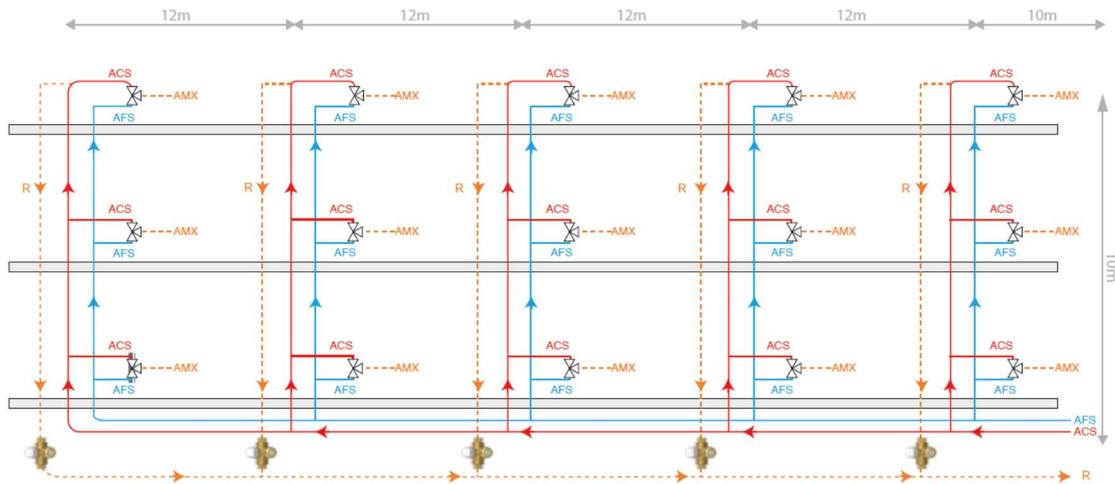 12m 12m 12m 12m 10m
ACS ACS ACS ACS ACS
AMX AMX AMX AMX AMX
AFS AFS AFS AFS AFS
R R R R R
ACS ACS ACS ACS ACS
AMX AMX AMX AMX AMX
AFS AFS AFS AFS AFS
10m
ACS ACS ACS ACS ACS
AMX AMX AMX AMX AMX
AFS AFS AFS AFS AFS
AFS
ACS
R